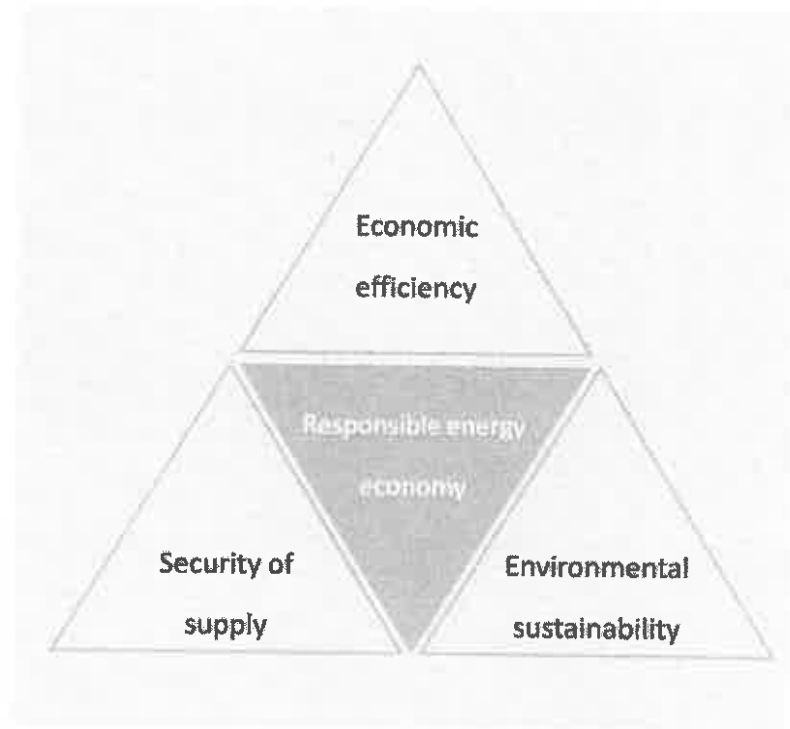 Economic
efficiency
Responsible energy
economy
Security of
supply
Environmental
sustainability